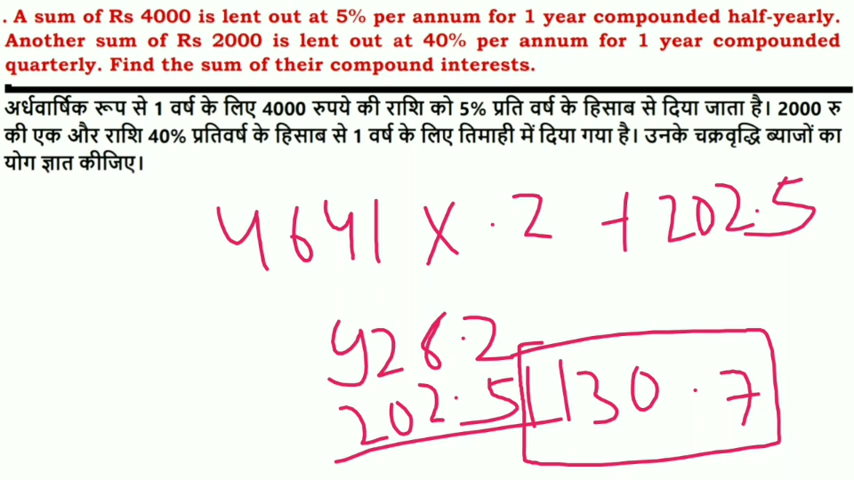 . A sum of Rs 4000 is lent out at 5% per annum for 1 year compounded half-yearly.
Another sum of Rs 2000 is lent out at 40% per annum for 1 year compounded
quarterly. Find the sum of their compound interests.
अर्धवार्षिक रूप से 1 वर्ष के लिए 4000 रुपये की राशि को 5% प्रति वर्ष के हिसाब से दिया जाता है। 2000 रु
की एक और राशि 40% प्रतिवर्ष के हिसाब से 1 वर्ष के लिए तिमाही में दिया गया है। उनके चक्रवृद्धि ब्याजों का
योग ज्ञात कीजिए।
4641 x .2 + 202.5
928.2
202.5 1130.7